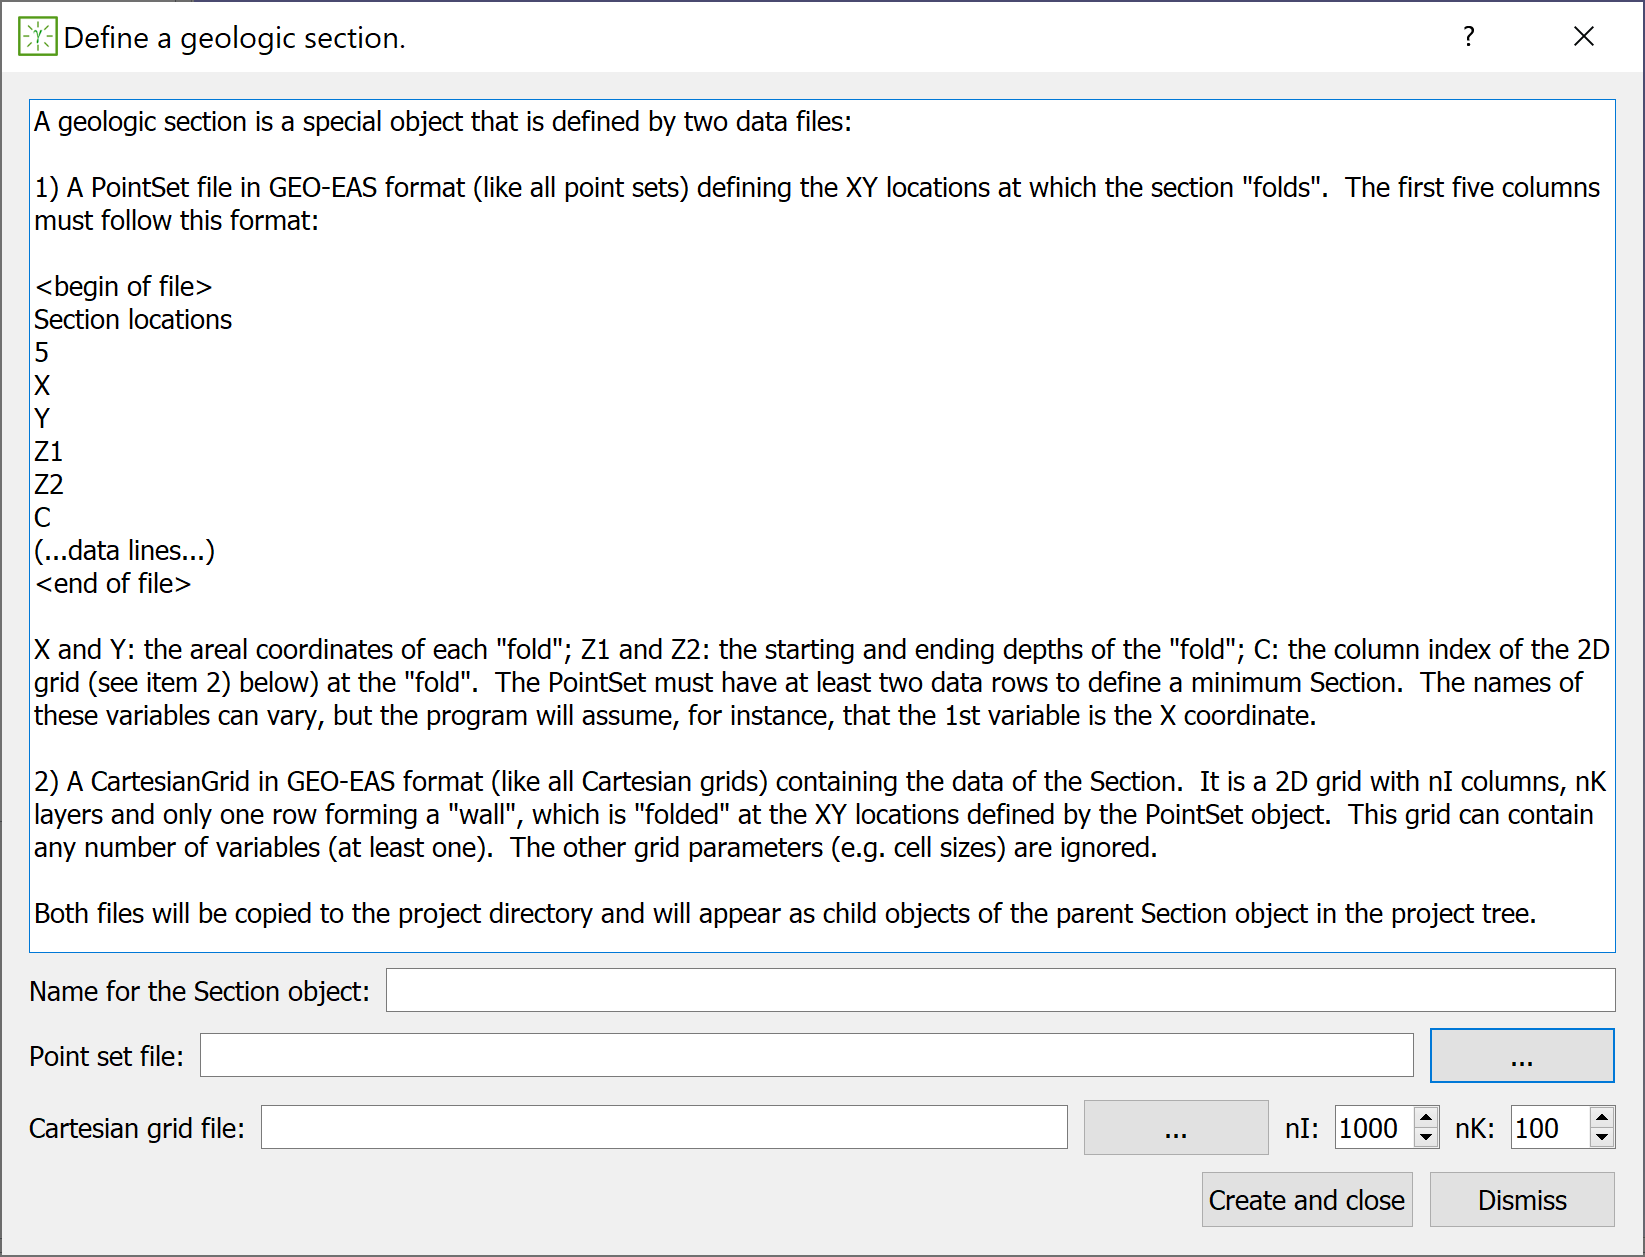 Define a geologic section.
?
A geologic section is a special object that is defined by two data files:
1) A PointSet file in GEO-EAS format (like all point sets) defining the XY locations at which the section "folds".  The first five columns
must follow this format:
<begin of file>
Section locations
5
X
Y
Z1
Z2
C
(...data lines...)
<end of file>
X and Y: the areal coordinates of each "fold"; Z1 and Z2: the starting and ending depths of the "fold"; C: the column index of the 2D
grid (see item 2) below) at the "fold".  The PointSet must have at least two data rows to define a minimum Section.  The names of
these variables can vary, but the program will assume, for instance, that the 1st variable is the X coordinate.
2) A CartesianGrid in GEO-EAS format (like all Cartesian grids) containing the data of the Section.  It is a 2D grid with nI columns, nK
layers and only one row forming a "wall", which is "folded" at the XY locations defined by the PointSet object.  This grid can contain
any number of variables (at least one).  The other grid parameters (e.g. cell sizes) are ignored.
Both files will be copied to the project directory and will appear as child objects of the parent Section object in the project tree.
Name for the Section object:
Point set file:
...
Cartesian grid file:
...
nI:
1000
nK:
100
Create and close
Dismiss